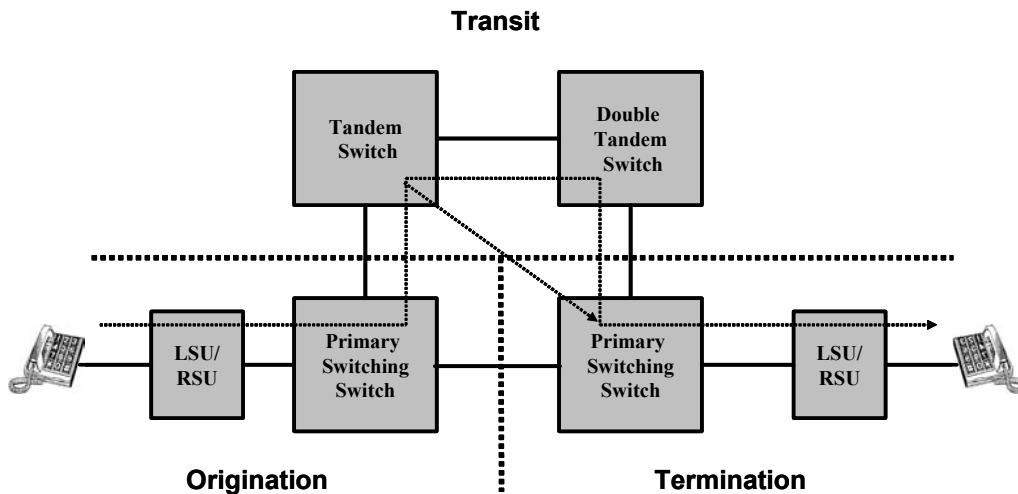 Transit
Tandem
Switch
Double
Tandem
Switch
LSU/
RSU
Primary
Switching
Switch
Primary
Switching
Switch
LSU/
RSU
Origination
Termination